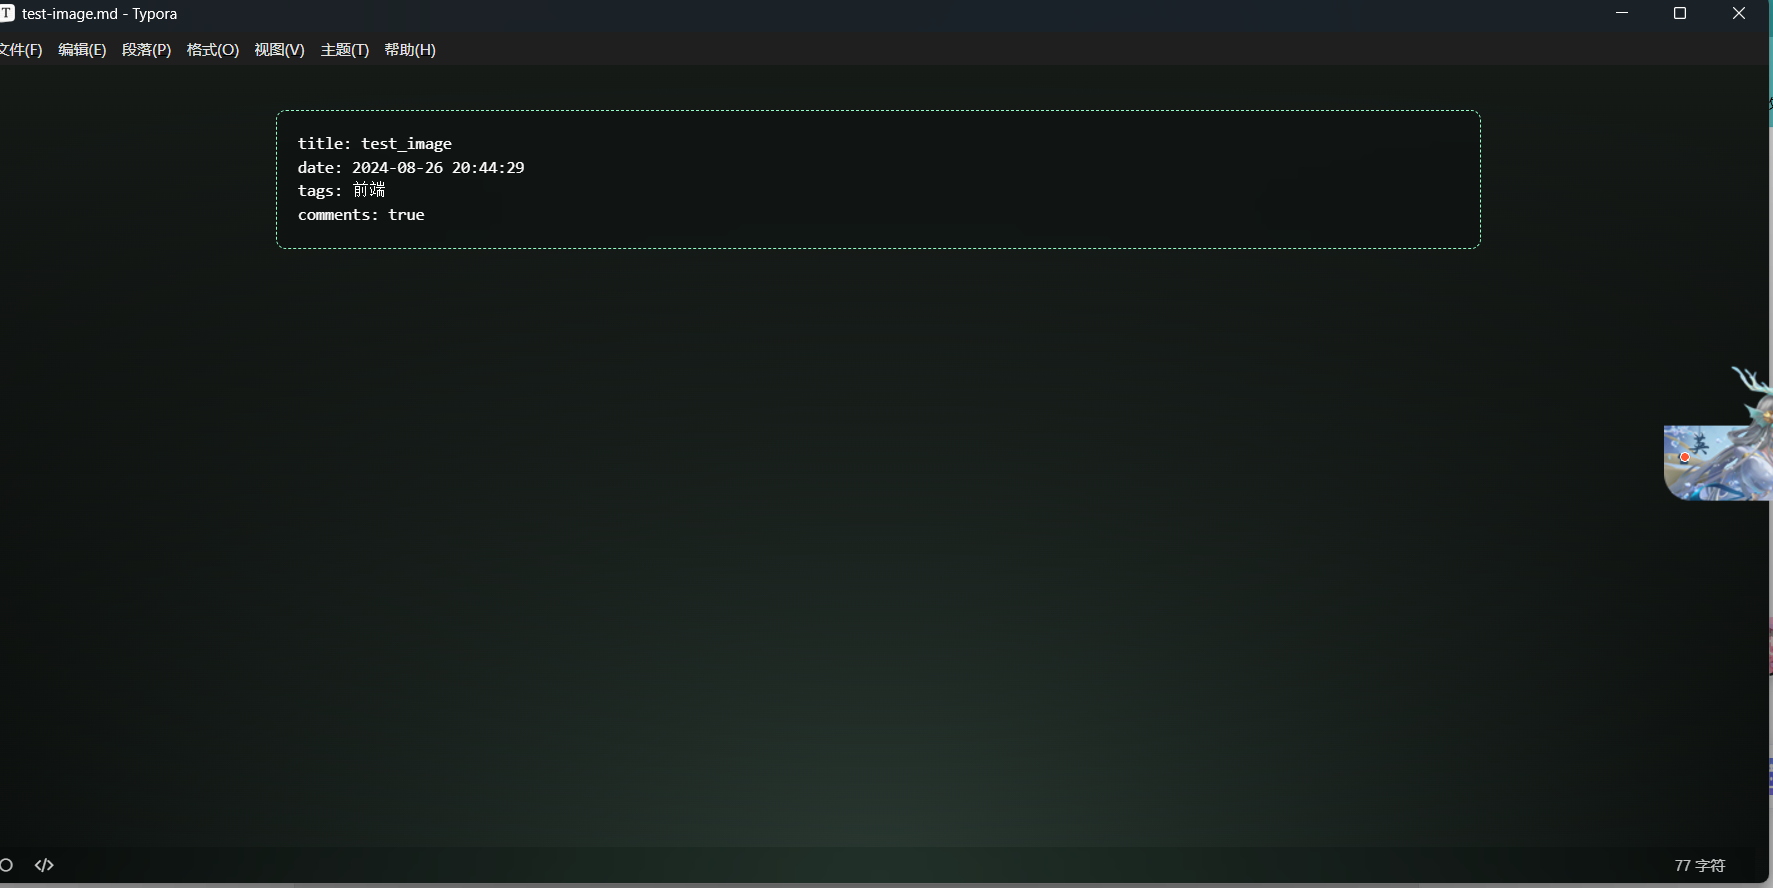 T test-image.md - Typora
文件(F) 编辑(E) 段落(P) 格式(O) 视图(V) 主题(T) 帮助(H)
title: test_image
date: 2024-08-26 20:44:29
tags: 前端
comments: true
英
</> 77 字符